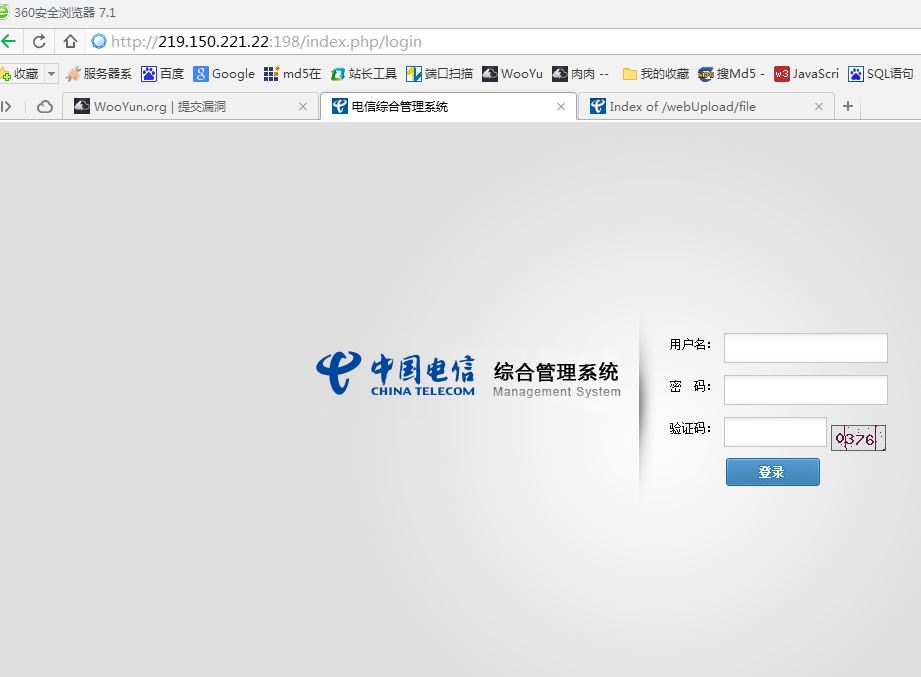 360安全浏览器 7.1
http://219.150.221.22:198/index.php/login
收藏 服务器系 百度 Google md5在 站长工具 端口扫描 WooYu 肉肉 -- 我的收藏 搜Md5 - JavaScri SQL语句
WooYun.org | 提交漏洞 电信综合管理系统 Index of /webUpload/file
中国电信
CHINA TELECOM
综合管理系统
Management System
用户名：
密 码：
验证码： 0376
登录